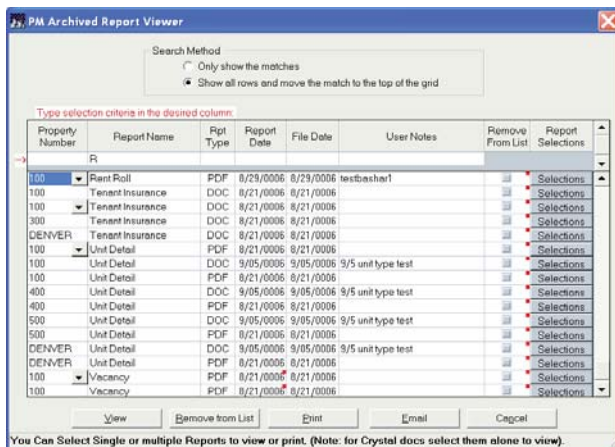 PM Archived Report Viewer
Search Method
Only show the matches
Show all rows and move the match to the top of the grid
Type selection criteria in the desired column:
Property Number Report Name Rpt Type Report Date File Date User Notes Remove From List Report Selections
R
100 Rent Roll PDF 8/29/0006 8/29/0006 testbashar1 Selections
100 Tenant Insurance DOC 8/21/0006 8/21/0006 Selections
100 Tenant Insurance PDF 8/21/0006 8/21/0006 Selections
300 Tenant Insurance DOC 8/21/0006 8/21/0006 Selections
DENVER Tenant Insurance DOC 8/21/0006 8/21/0006 Selections
100 Unit Detail PDF 8/21/0006 8/21/0006 Selections
100 Unit Detail DOC 9/05/0006 9/05/0006 9/5 unit type test Selections
100 Unit Detail PDF 8/21/0006 8/21/0006 Selections
400 Unit Detail DOC 9/05/0006 9/05/0006 9/5 unit type test Selections
400 Unit Detail PDF 8/21/0006 8/21/0006 Selections
500 Unit Detail DOC 9/05/0006 9/05/0006 9/5 unit type test Selections
500 Unit Detail PDF 8/21/0006 8/21/0006 Selections
DENVER Unit Detail DOC 9/05/0006 9/05/0006 9/5 unit type test Selections
DENVER Unit Detail PDF 8/21/0006 8/21/0006 Selections
100 Vacancy PDF 8/21/0006 8/21/0006 Selections
100 Vacancy PDF 8/21/0006 8/21/0006 Selections
View Remove from List Print Email Cancel
You Can Select Single or multiple Reports to view or print. (Note: for Crystal docs select them alone to view).